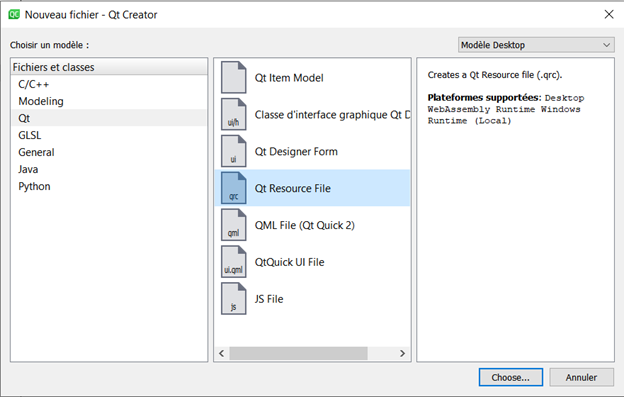 Nouveau fichier - Qt Creator
Choisir un modèle :
Modèle Desktop
Fichiers et classes
C/C++
Modeling
Qt
GLSL
General
Java
Python
Qt Item Model
ui/h
Classe d'interface graphique Qt D
ui
Qt Designer Form
qrc
Qt Resource File
qml
QML File (Qt Quick 2)
ui.qml
QtQuick UI File
js
JS File
Creates a Qt Resource file (.qrc).
Plateformes supportées: Desktop
WebAssembly Runtime Windows
Runtime (Local)
Choose...
Annuler